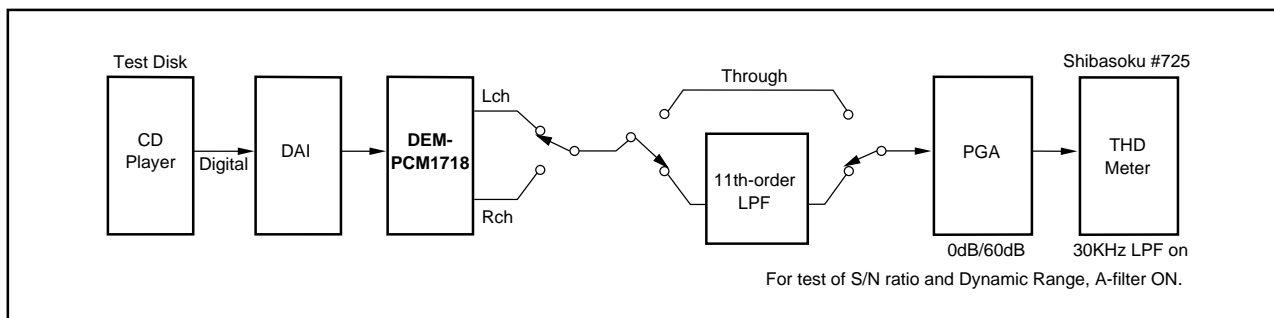 Test Disk
CD
Player
Digital
DAI
DEM-
PCM1718
Lch
Rch
Through
11th-order
LPF
PGA
0dB/60dB
Shibasoku #725
THD
Meter
30KHz LPF on
For test of S/N ratio and Dynamic Range, A-filter ON.